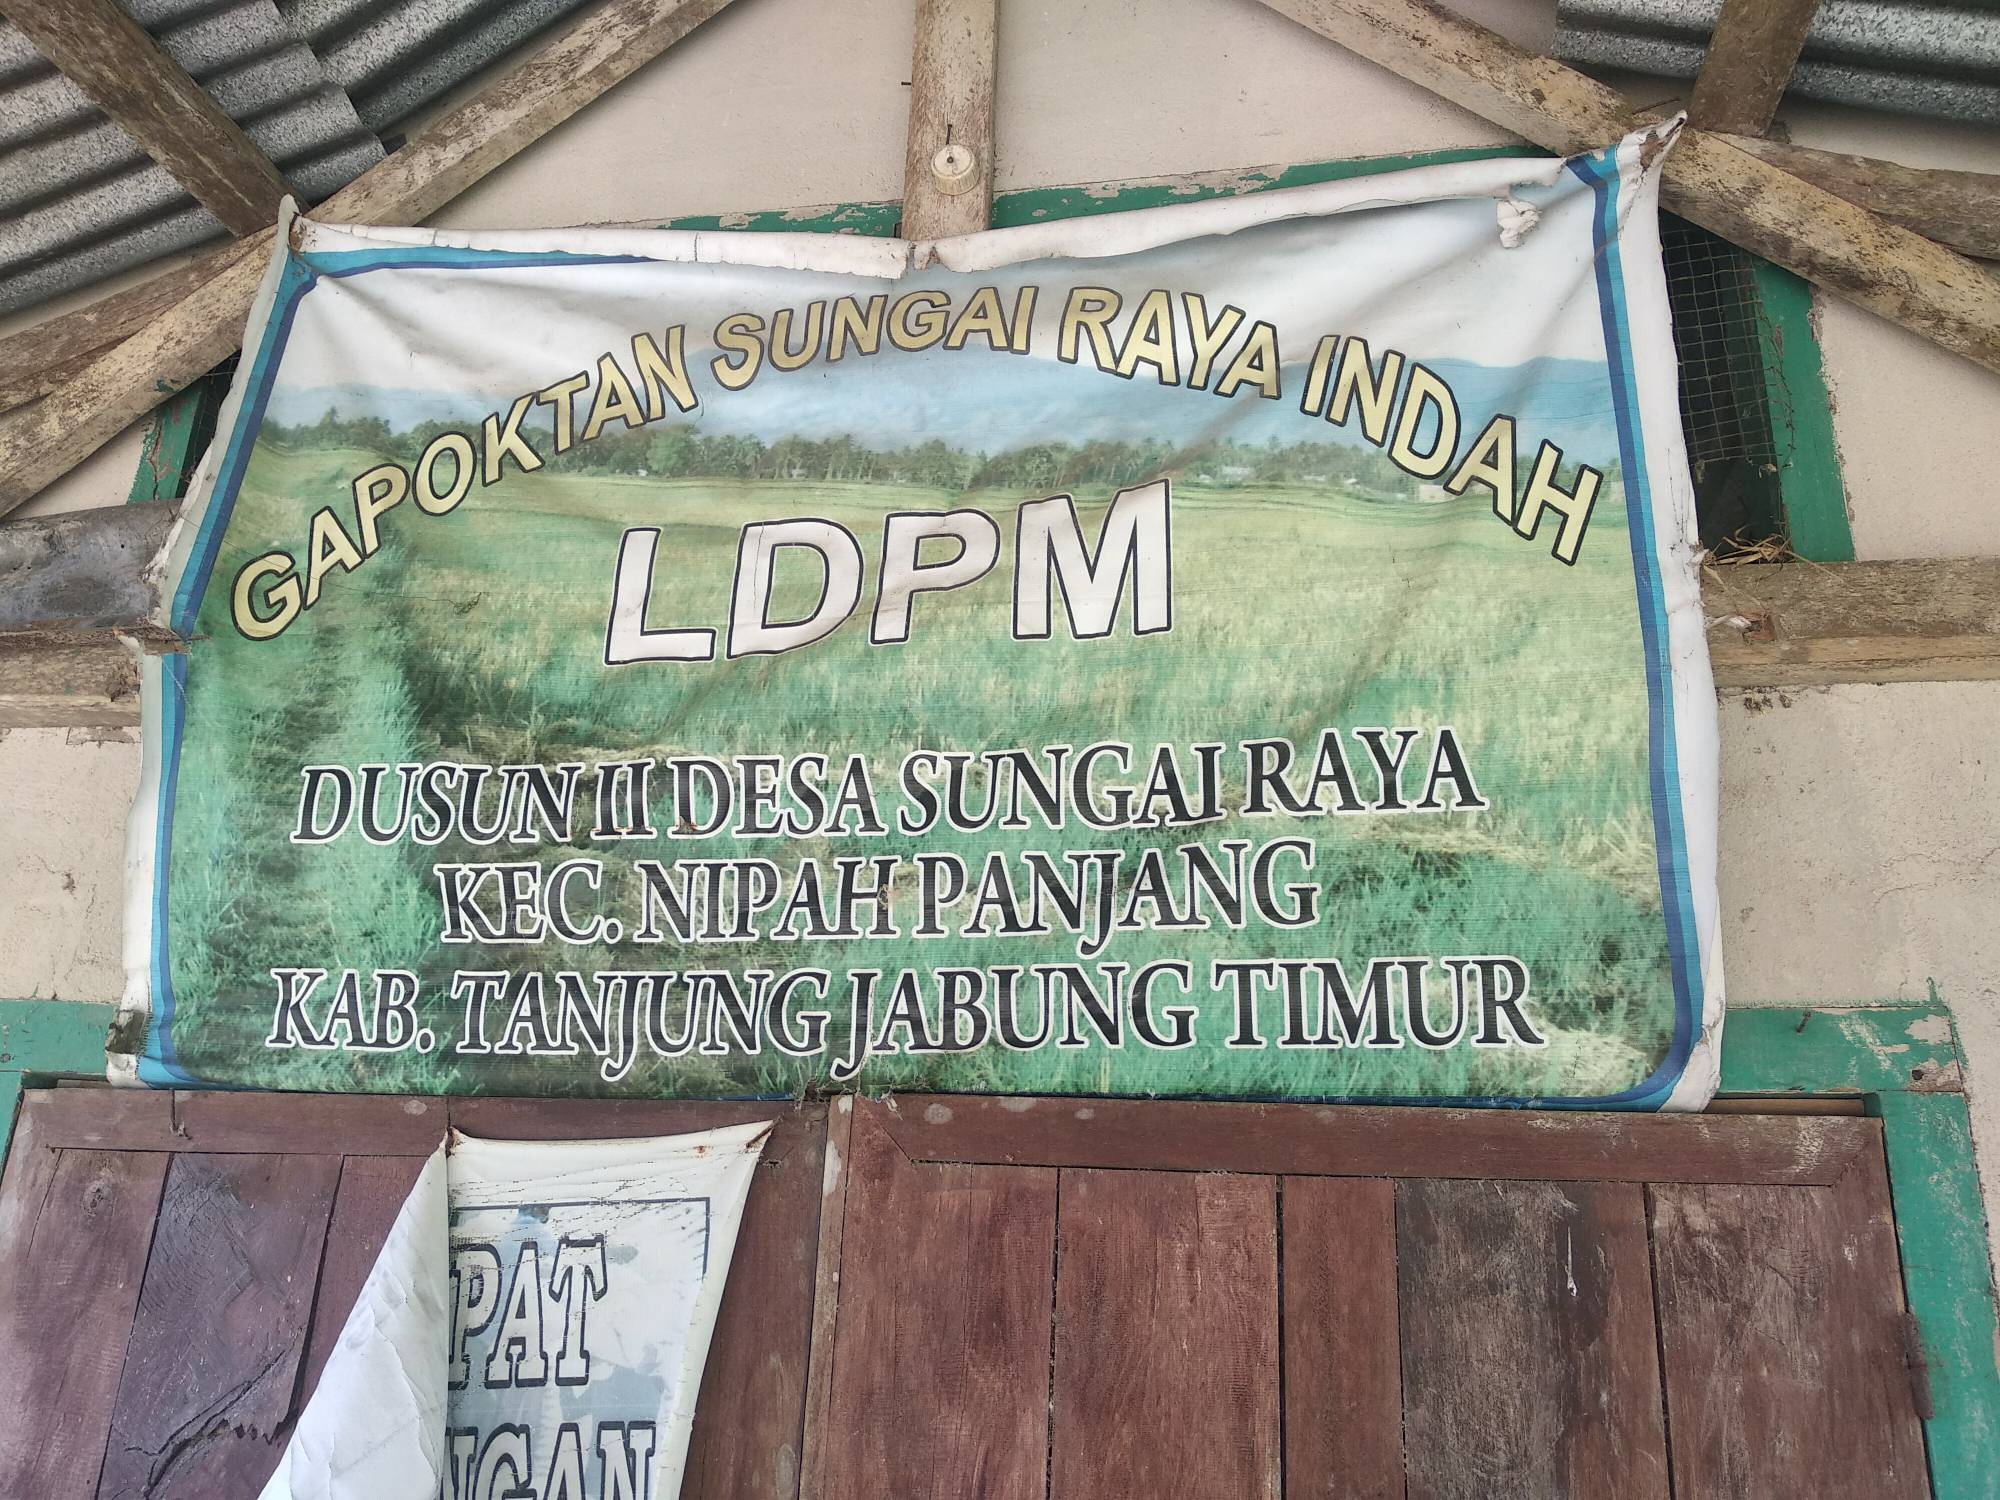 GAPOKTAN SUNGAI RAYA INDAH
LDPM
DUSUN II DESA SUNGAI RAYA
KEC. NIPAH PANJANG
KAB. TANJUNG JABUNG TIMUR
PAT
NGAN